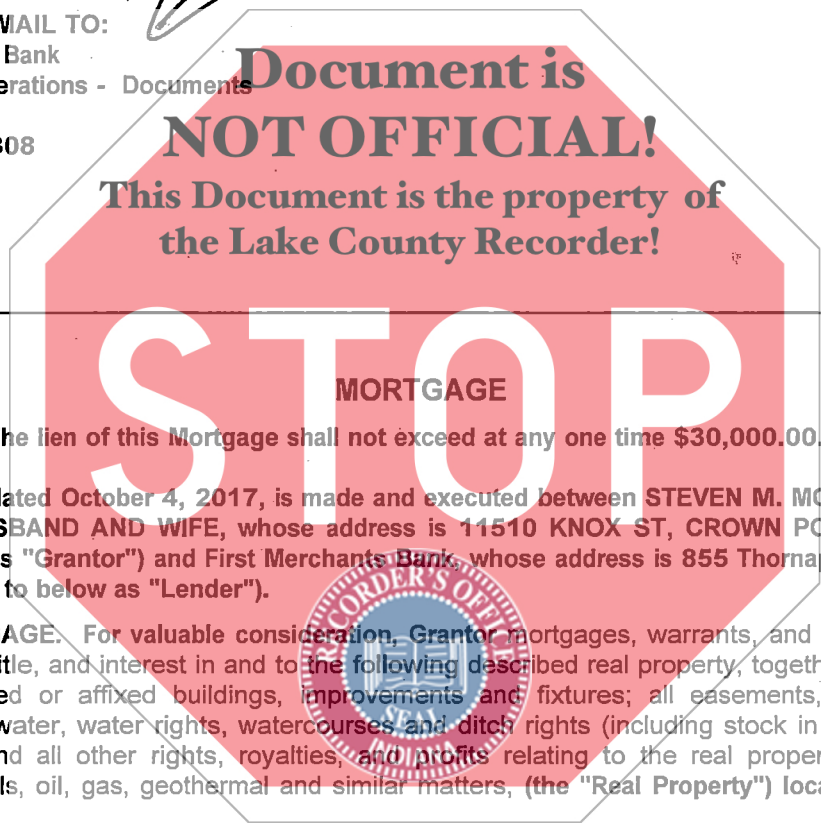 MAIL TO:
Bank
erations - Documents
308
Document is
NOT OFFICIAL!
This Document is the property of
the Lake County Recorder!
STOP
MORTGAGE
he lien of this Mortgage shall not exceed at any one time $30,000.00.
ated October 4, 2017, is made and executed between STEVEN M. MO
SBAND AND WIFE, whose address is 11510 KNOX ST, CROWN PO
s "Grantor") and First Merchants Bank, whose address is 855 Thornap
to below as "Lender").
AGE. For valuable consideration, Grantor mortgages, warrants, and
itle, and interest in and to the following described real property, togeth
ed or affixed buildings, improvements and fixtures; all easements,
water, water rights, watercourses and ditch rights (including stock in
nd all other rights, royalties, and profits relating to the real proper
ls, oil, gas, geothermal and similar matters, (the "Real Property") loca
RECORDER'S OFFICE
SEAL
INDIANA